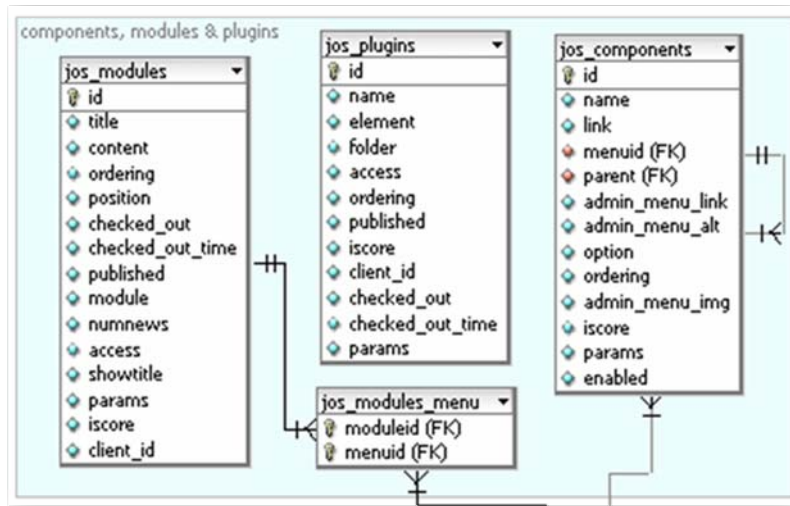 components, modules & plugins
jos_modules
id
title
content
ordering
position
checked_out
checked_out_time
published
module
numnews
access
showtitle
params
iscore
client_id
jos_plugins
id
name
element
folder
access
ordering
published
iscore
client_id
checked_out
checked_out_time
params
jos_modules_menu
moduleid (FK)
menuid (FK)
jos_components
id
name
link
menuid (FK)
parent (FK)
admin_menu_link
admin_menu_alt
option
ordering
admin_menu_img
iscore
params
enabled